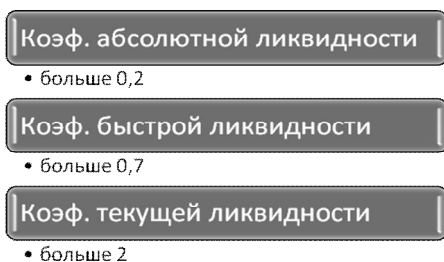 Коэф. абсолютной ликвидности
• больше 0,2
Коэф. быстрой ликвидности
• больше 0,7
Коэф. текущей ликвидности
• больше 2